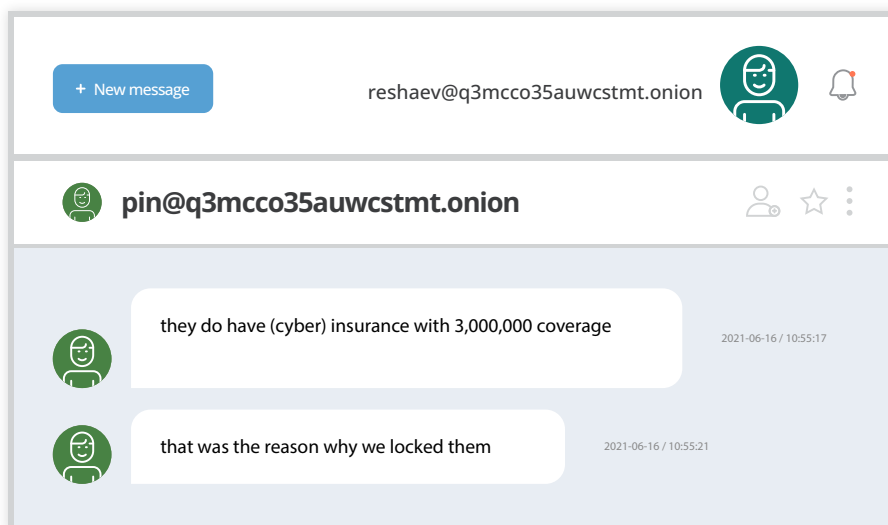 + New message
reshaev@q3mcco35auwcstmt.onion
pin@q3mcco35auwcstmt.onion
they do have (cyber) insurance with 3,000,000 coverage
2021-06-16 / 10:55:17
that was the reason why we locked them
2021-06-16 / 10:55:21